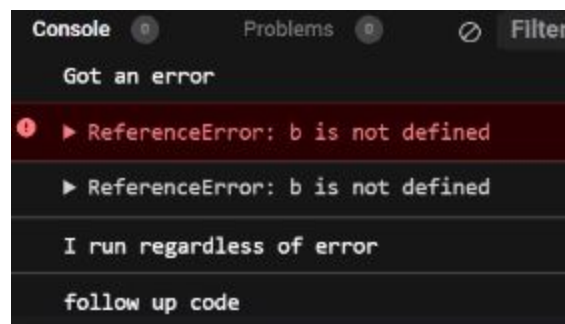 Console 0 Problems 0 Filter
Got an error
ReferenceError: b is not defined
ReferenceError: b is not defined
I run regardless of error
follow up code